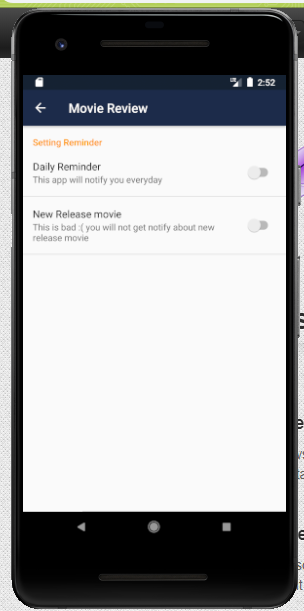 2:52
Movie Review
Setting Reminder
Daily Reminder
This app will notify you everyday
New Release movie
This is bad :( you will not get notify about new
release movie